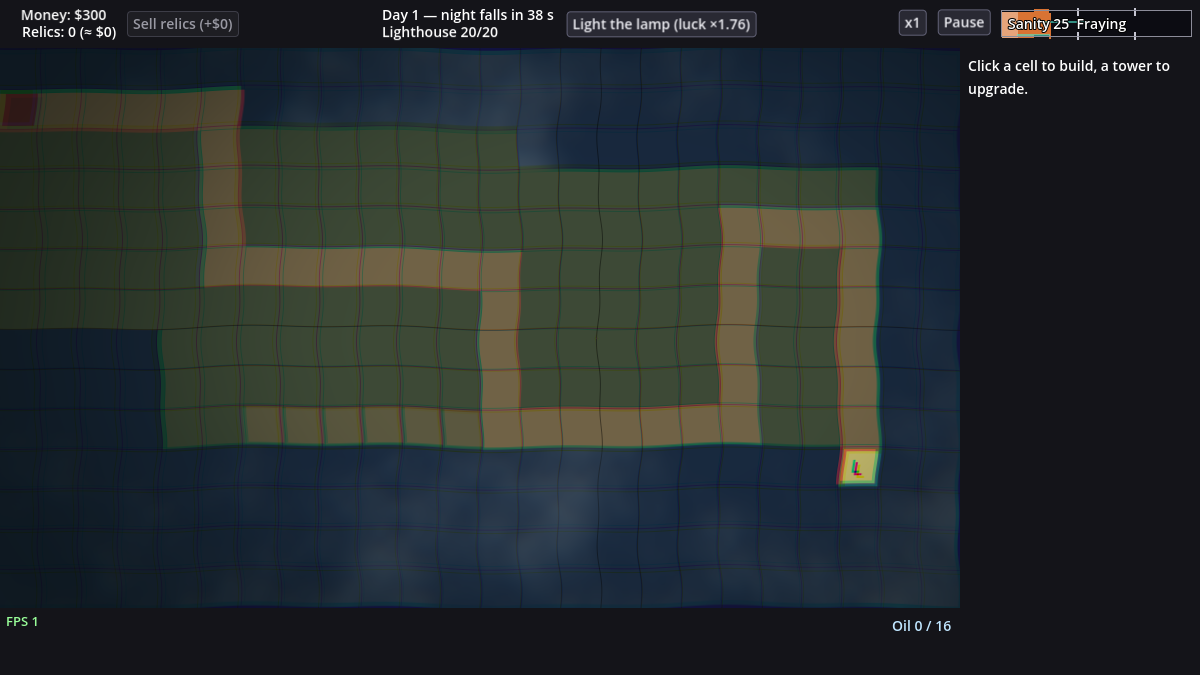 Money: $300
Relics: 0 (≈ $0)
Sell relics (+$0)
Day 1 — night falls in 38 s
Lighthouse 20/20
Light the lamp (luck ×1.76)
x1
Pause
Sanity 25 Fraying
Click a cell to build, a tower to
upgrade.
L
FPS 1
Oil 0 / 16